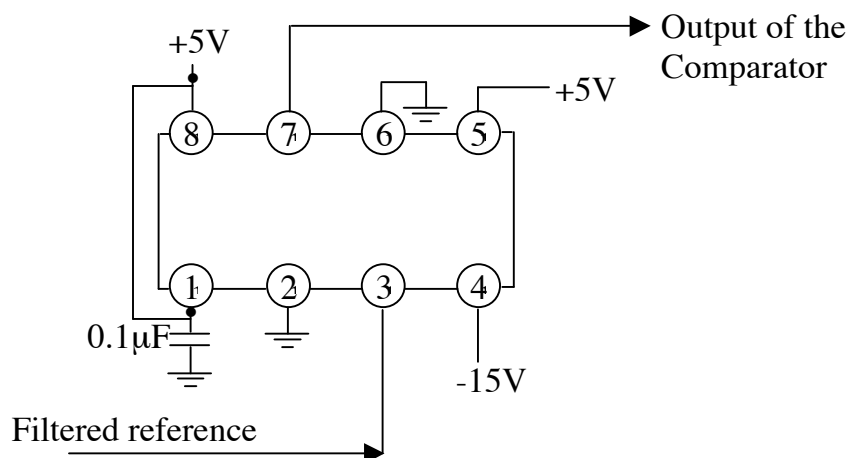 Output of the
Comparator
+5V
+5V
8 7 6 5
1 2 3 4
0.1μF
-15V
Filtered reference